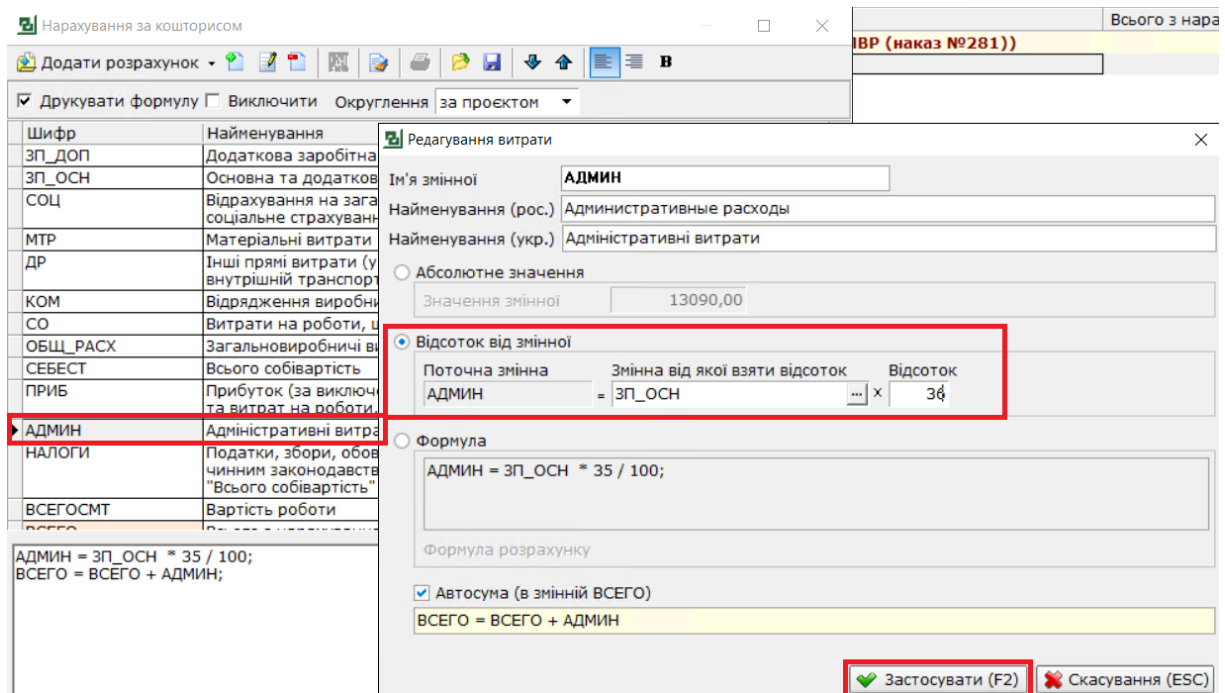 Нарахування за кошторисом
Всього з нара
ІВР (наказ №281))
Додати розрахунок
B
Друкувати формулу Виключити Округлення за проєктом
Шифр Найменування
ЗП_ДОП Додаткова заробітна
ЗП_ОСН Основна та додатков
СОЦ Відрахування на зага
соціальне страхуванн
МТР Матеріальні витрати
ДР Інші прямі витрати (у
внутрішній транспорт
КОМ Відрядження виробни
СО Витрати на роботи, щ
ОБЩ_РАСХ Загальновиробничі ви
СЕБЕСТ Всього собівартість
ПРИБ Прибуток (за виключе
та витрат на роботи,
АДМИН Адміністративні витра
НАЛОГИ Податки, збори, обов
чинним законодавств
"Всього собівартість"
ВСЕГОСМТ Вартість роботи
АДМИН = ЗП_ОСН * 35 / 100;
ВСЕГО = ВСЕГО + АДМИН;
Редагування витрати
Ім'я змінної АДМИН
Найменування (рос.) Административные расходы
Найменування (укр.) Адміністративні витрати
Абсолютне значення
Значення змінної 13090,00
Відсоток від змінної
Поточна змінна Змінна від якої взяти відсоток Відсоток
АДМИН = ЗП_ОСН ... x 36
Формула
АДМИН = ЗП_ОСН * 35 / 100;
Формула розрахунку
Автосума (в змінній ВСЕГО)
ВСЕГО = ВСЕГО + АДМИН
Застосувати (F2) Скасування (ESC)